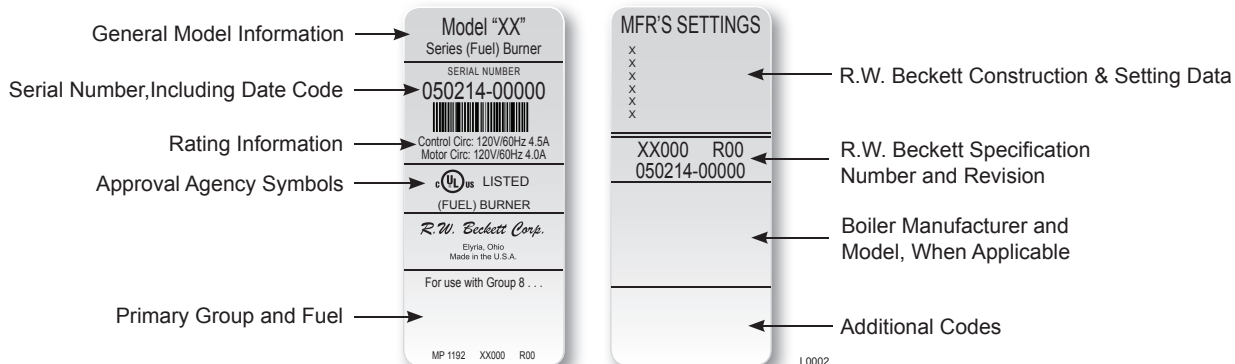 General Model Information
Serial Number,Including Date Code
Rating Information
Approval Agency Symbols
Primary Group and Fuel
Model “XX”
Series (Fuel) Burner
SERIAL NUMBER
050214-00000
Control Circ: 120V/60Hz 4.5A
Motor Circ: 120V/60Hz 4.0A
c UL us LISTED
(FUEL) BURNER
R.W. Beckett Corp.
Elyria, Ohio
Made in the U.S.A.
For use with Group 8 . . .
MP 1192 XX000 R00
MFR'S SETTINGS
X
X
X
X
X
X
XX000 R00
050214-00000
R.W. Beckett Construction & Setting Data
R.W. Beckett Specification
Number and Revision
Boiler Manufacturer and
Model, When Applicable
Additional Codes
L0002